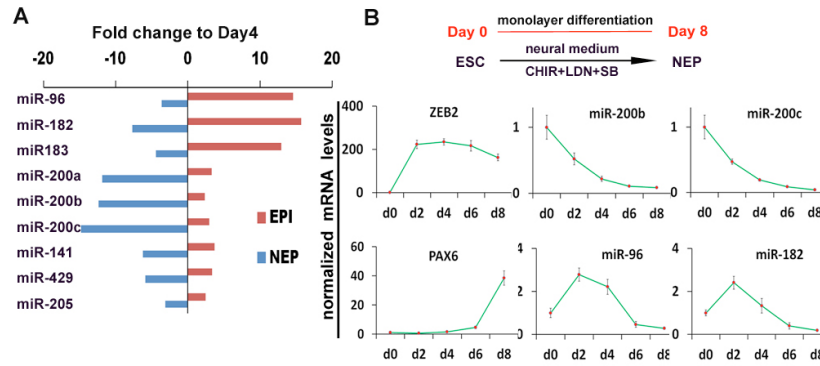 A
Fold change to Day4
-20 -10 0 10 20
miR-96
miR-182
miR183
miR-200a
miR-200b
miR-200c
miR-141
miR-429
miR-205
EPI
NEP
B
Day 0 monolayer differentiation Day 8
ESC neural medium NEP
CHIR+LDN+SB
normalized mRNA levels
ZEB2
400
200
0
d0 d2 d4 d6 d8
miR-200b
1
0
d0 d2 d4 d6 d8
miR-200c
1
0
d0 d2 d4 d6 d8
PAX6
60
40
20
0
d0 d2 d4 d6 d8
miR-96
4
2
0
d0 d2 d4 d6 d8
miR-182
4
2
0
d0 d2 d4 d6 d8